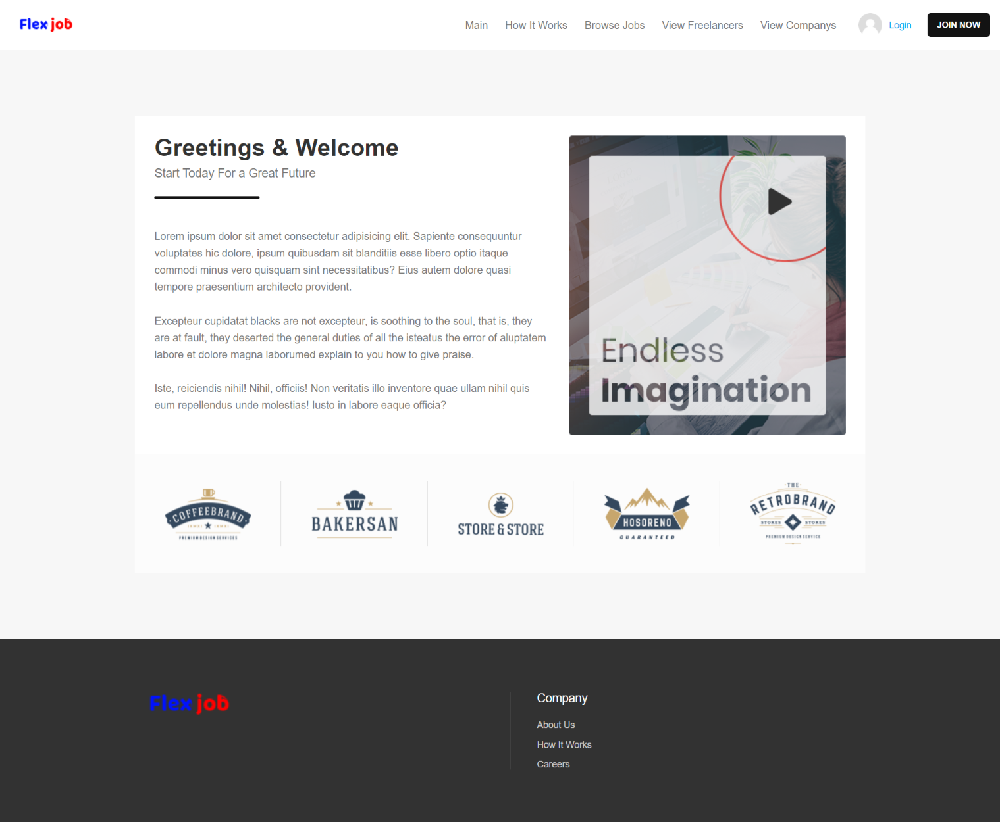 Flex job
Main
How It Works
Browse Jobs
View Freelancers
View Companys
Login
JOIN NOW
Greetings & Welcome
Start Today For a Great Future
Lorem ipsum dolor sit amet consectetur adipisicing elit. Sapiente consequuntur
voluptates hic dolore, ipsum quibusdam sit blanditiis esse libero optio itaque
commodi minus vero quisquam sint necessitatibus? Eius autem dolore quasi
tempore praesentium architecto provident.
Excepteur cupidatat blacks are not excepteur, is soothing to the soul, that is, they
are at fault, they deserted the general duties of all the isteatus the error of aluptatem
labore et dolore magna laborumed explain to you how to give praise.
Iste, reiciendis nihil! Nihil, officiis! Non veritatis illo inventore quae ullam nihil quis
eum repellendus unde molestias! Iusto in labore eaque officia?
Endless
Imagination
COFFEEBRAND
PREMIUM DESIGN SERVICES
BAKERSAN
STORE & STORE
HOSORENO
GUARANTEED
THE
RETROBRAND
STORES STORES
PREMIUM DESIGN SERVICE
Flex job
Company
About Us
How It Works
Careers